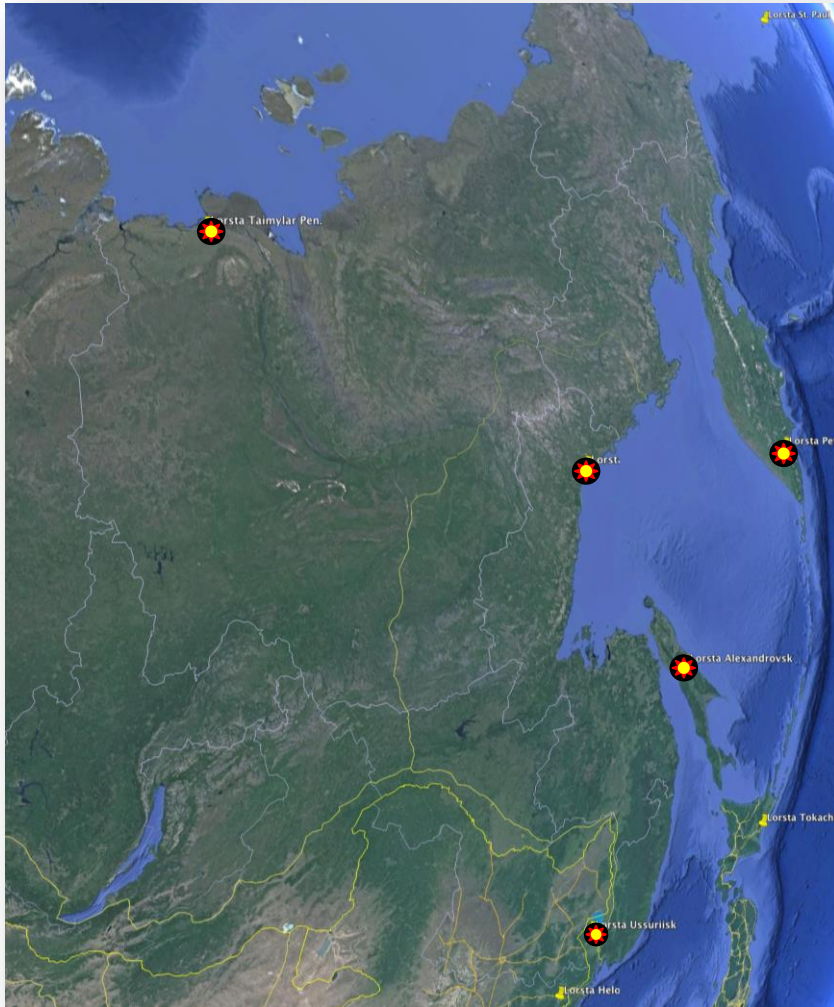 Lorsta St. Paul
Lorsta Taimylar Pen.
Lorsta Pe
Lorst.
Lorsta Alexandrovsk
Lorsta Tokach
Lorsta Ussuriisk
Lorsta Helo